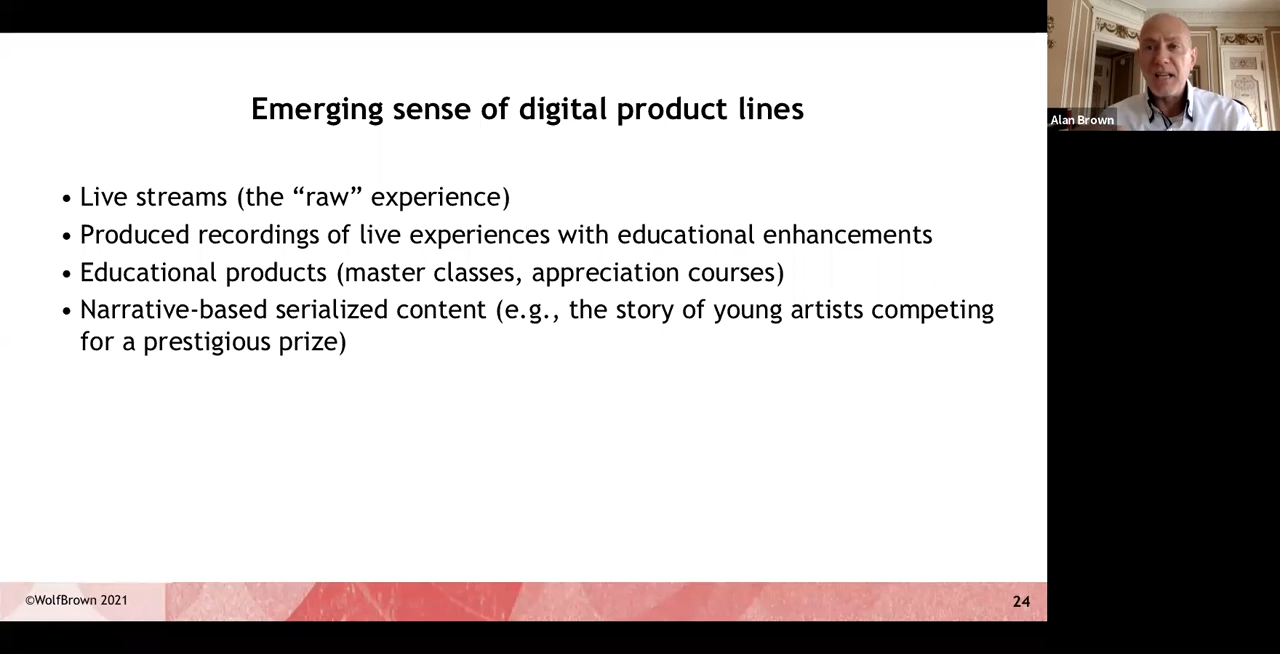 Emerging sense of digital product lines
• Live streams (the “raw” experience)
• Produced recordings of live experiences with educational enhancements
• Educational products (master classes, appreciation courses)
• Narrative-based serialized content (e.g., the story of young artists competing
for a prestigious prize)
©WolfBrown 2021
24
Alan Brown